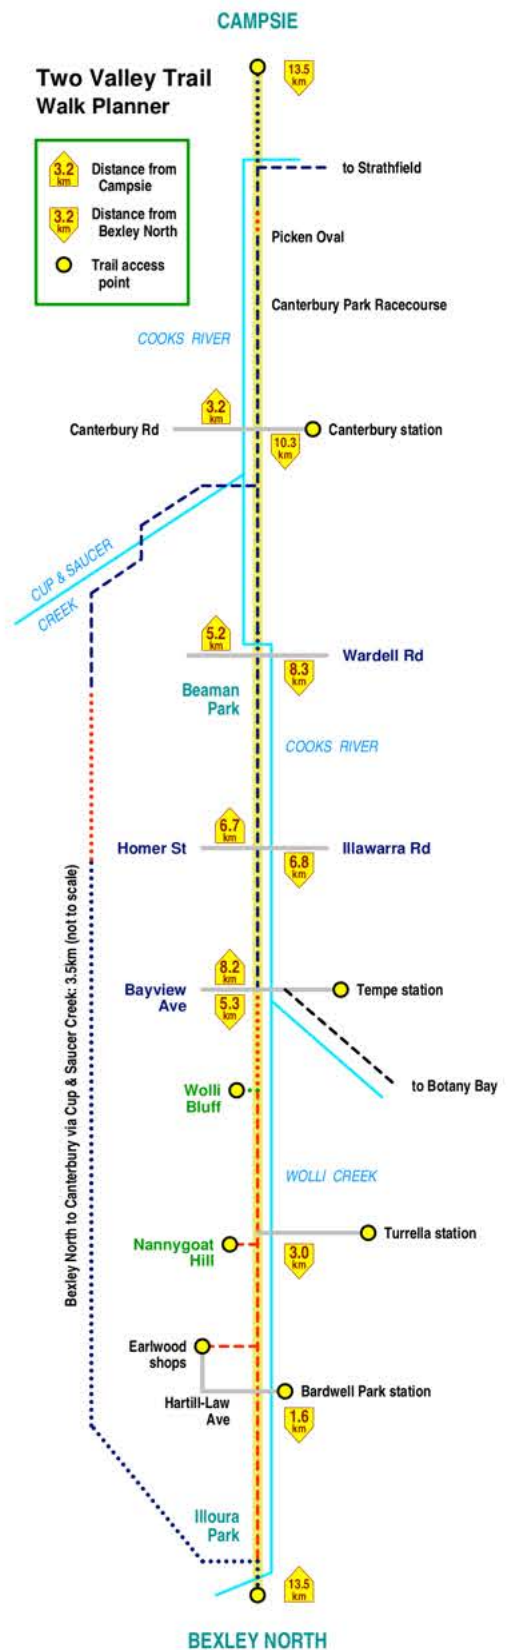 CAMPSIE
13.5
km
Two Valley Trail
Walk Planner
3.2
km
Distance from
Campsie
3.2
km
Distance from
Bexley North
Trail access
point
to Strathfield
Picken Oval
Canterbury Park Racecourse
COOKS RIVER
3.2
km
Canterbury Rd
Canterbury station
10.3
km
CUP & SAUCER
CREEK
5.2
km
Wardell Rd
8.3
km
Beaman
Park
COOKS RIVER
6.7
km
Homer St
Illawarra Rd
6.8
km
8.2
km
Bayview
Ave
5.3
km
Tempe station
to Botany Bay
Wolli
Bluff
WOLLI CREEK
Turrella station
Nannygoat
Hill
3.0
km
Earlwood
shops
Hartill-Law
Ave
Bardwell Park station
1.6
km
Bexley North to Canterbury via Cup & Saucer Creek: 3.5km (not to scale)
Illoura
Park
13.5
km
BEXLEY NORTH